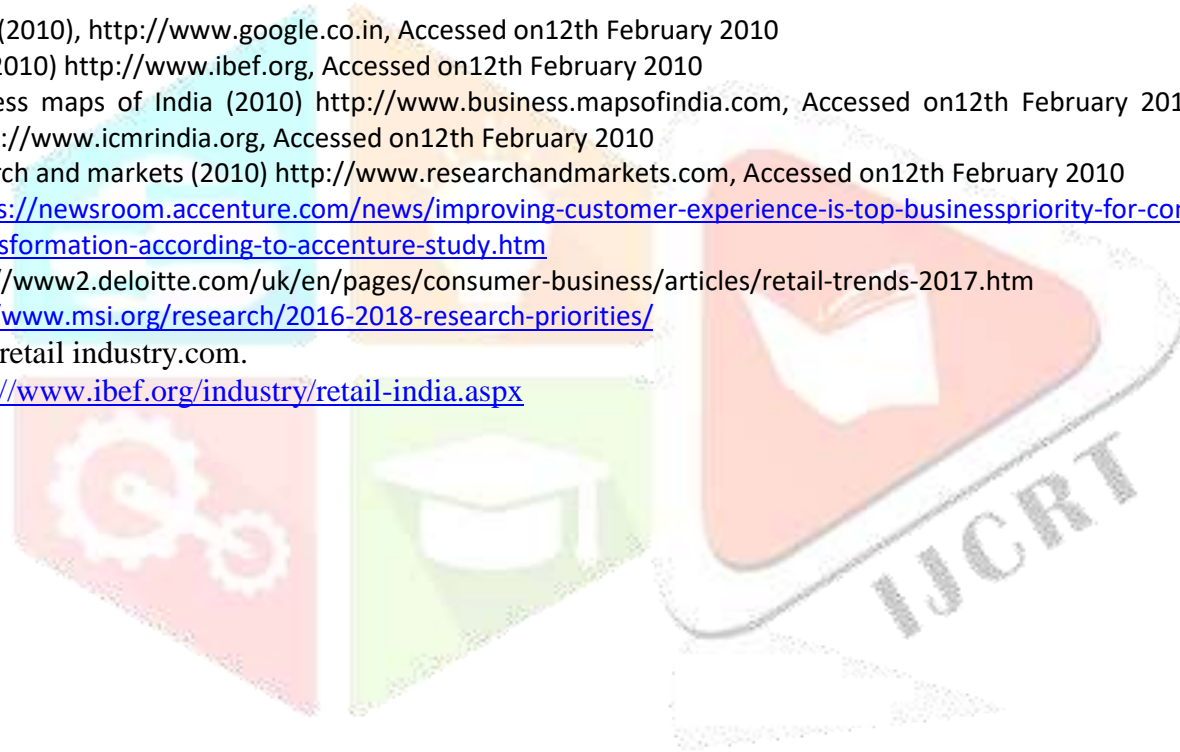 (2010), http://www.google.co.in, Accessed on12th February 2010
2010) http://www.ibef.org, Accessed on12th February 2010
ess maps of India (2010) http://www.business.mapsofindia.com, Accessed on12th February 201
://www.icmrindia.org, Accessed on12th February 2010
rch and markets (2010) http://www.researchandmarkets.com, Accessed on12th February 2010
s://newsroom.accenture.com/news/improving-customer-experience-is-top-businesspriority-for-co
sformation-according-to-accenture-study.htm
//www2.deloitte.com/uk/en/pages/consumer-business/articles/retail-trends-2017.htm
/www.msi.org/research/2016-2018-research-priorities/
retail industry.com.
://www.ibef.org/industry/retail-india.aspx
IJCRT